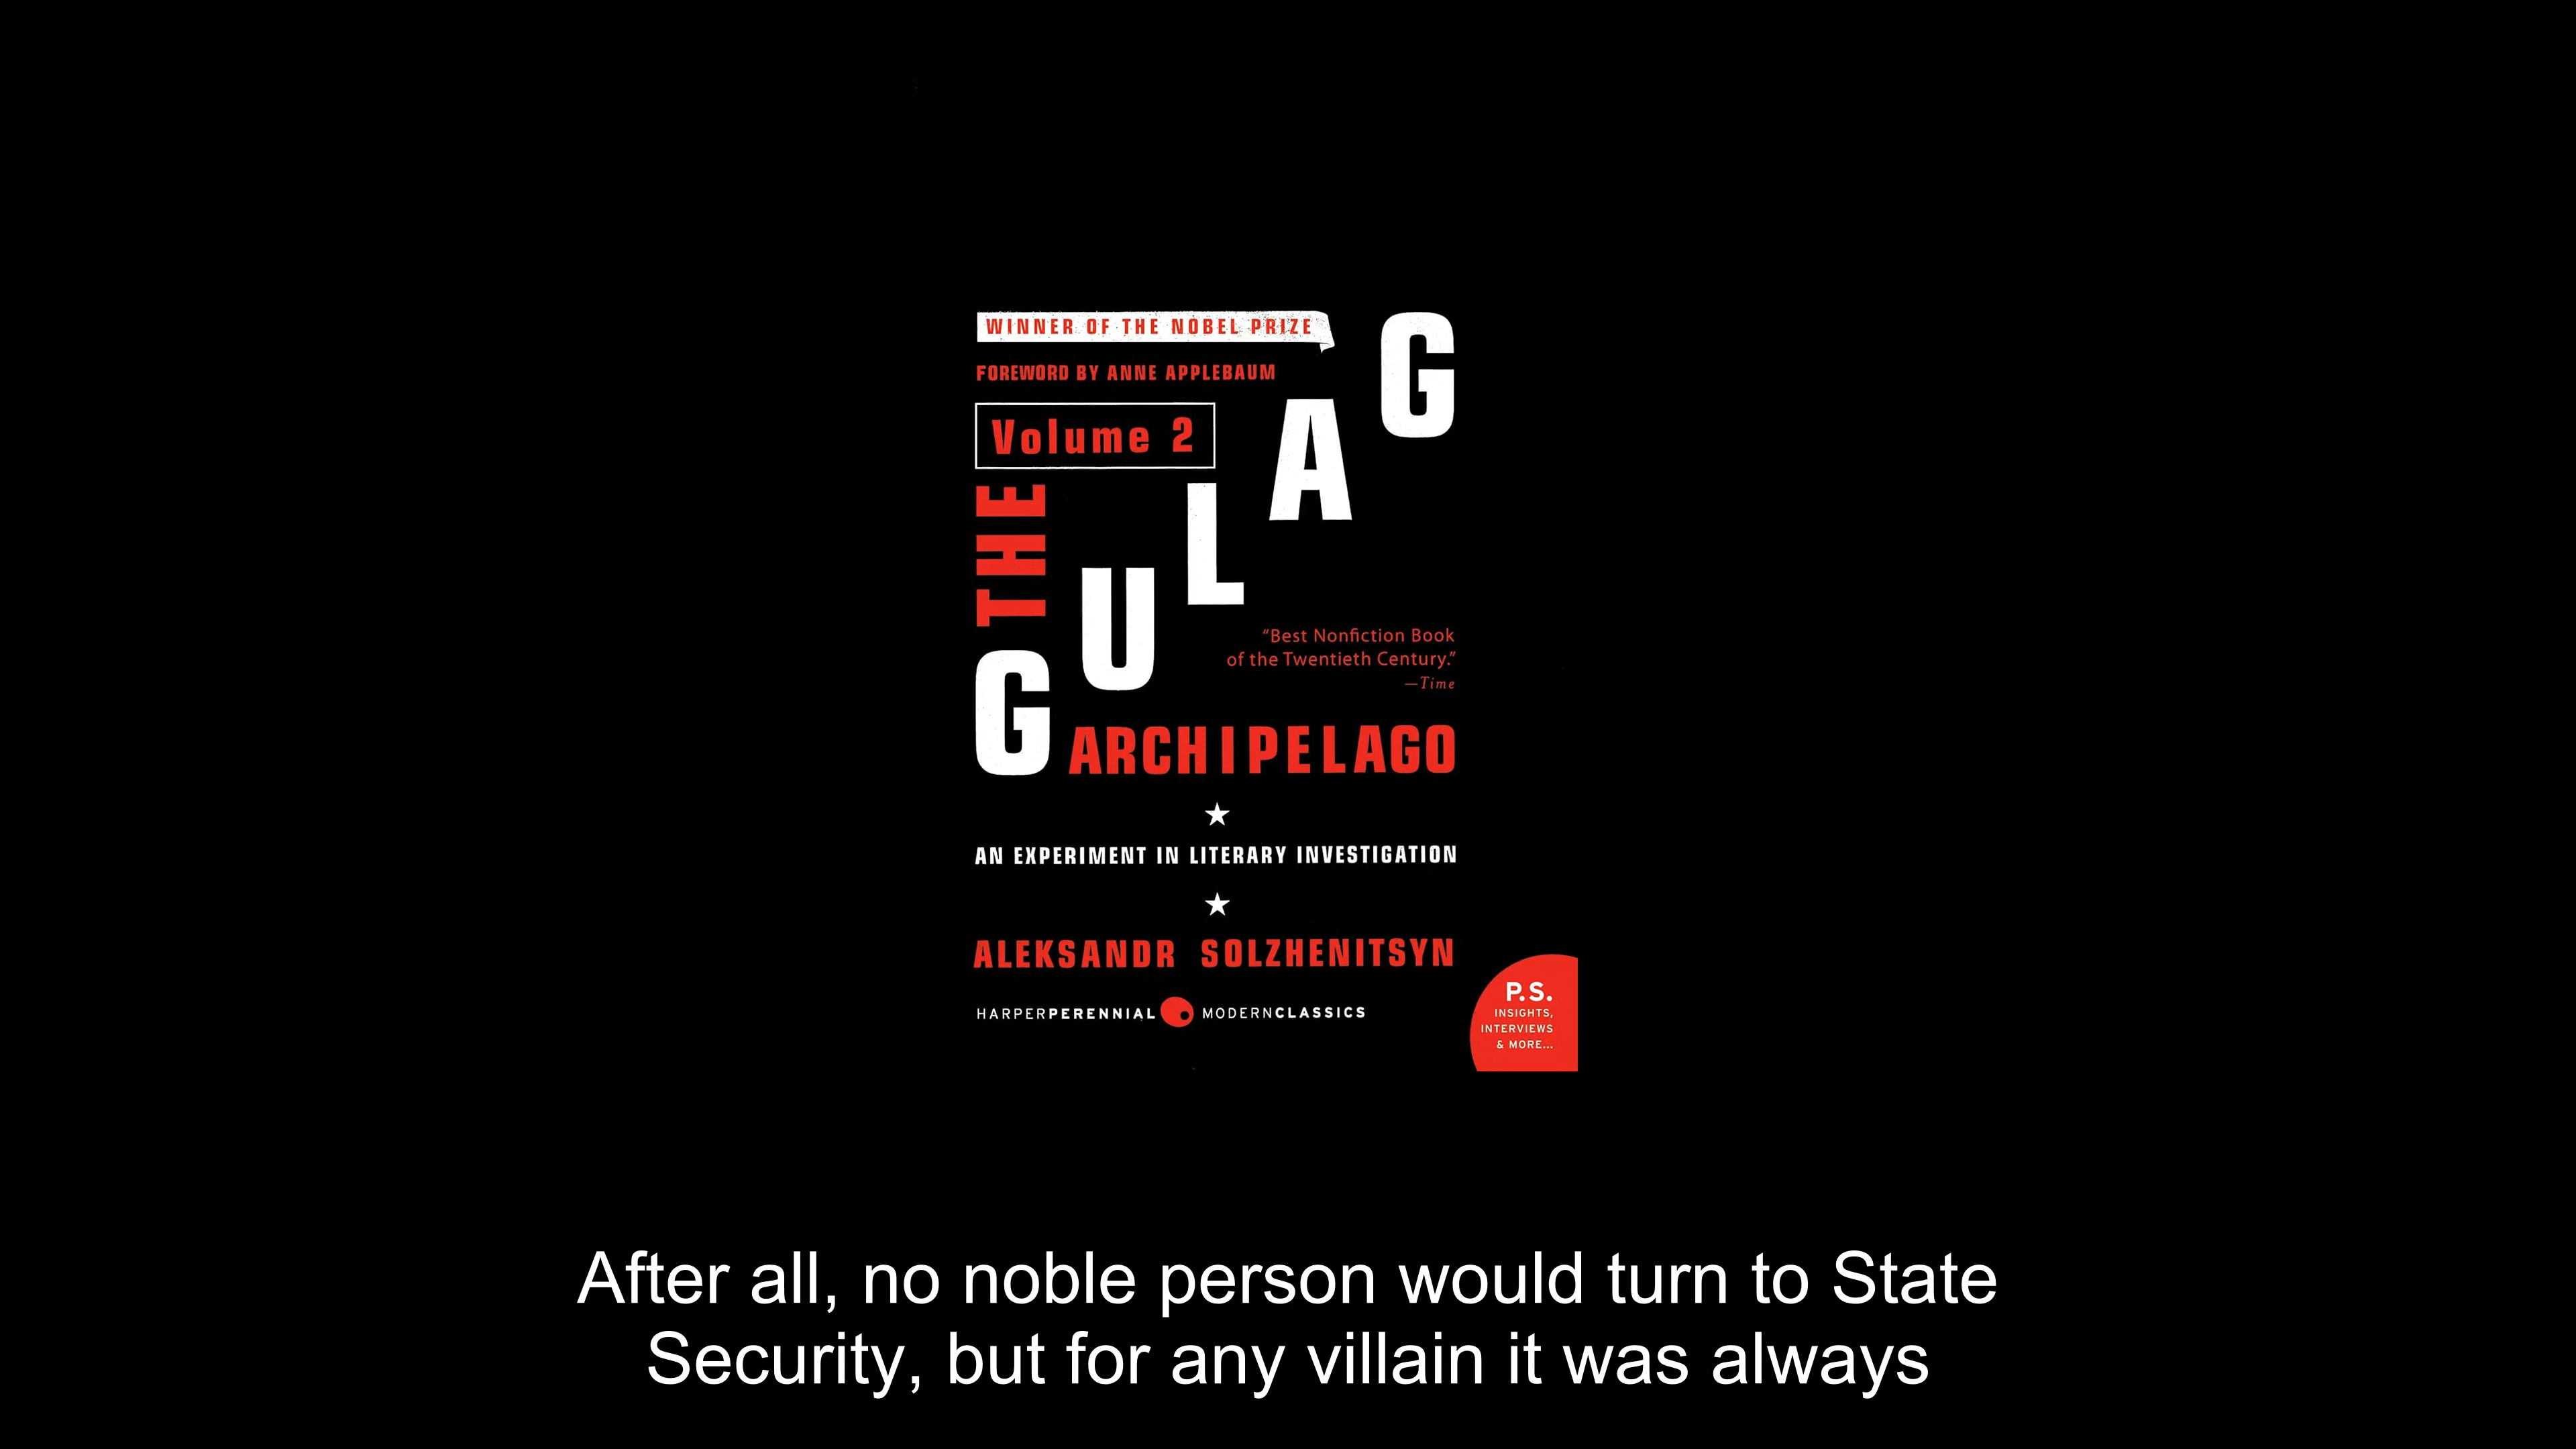 WINNER OF THE NOBEL PRIZE
FOREWORD BY ANNE APPLEBAUM
Volume 2
THE
GULAG
ARCHIPELAGO
"Best Nonfiction Book
of the Twentieth Century."
—Time
AN EXPERIMENT IN LITERARY INVESTIGATION
ALEKSANDR SOLZHENITSYN
HARPERPERENNIAL MODERNCLASSICS
P.S.
INSIGHTS,
INTERVIEWS
& MORE...
After all, no noble person would turn to State
Security, but for any villain it was always